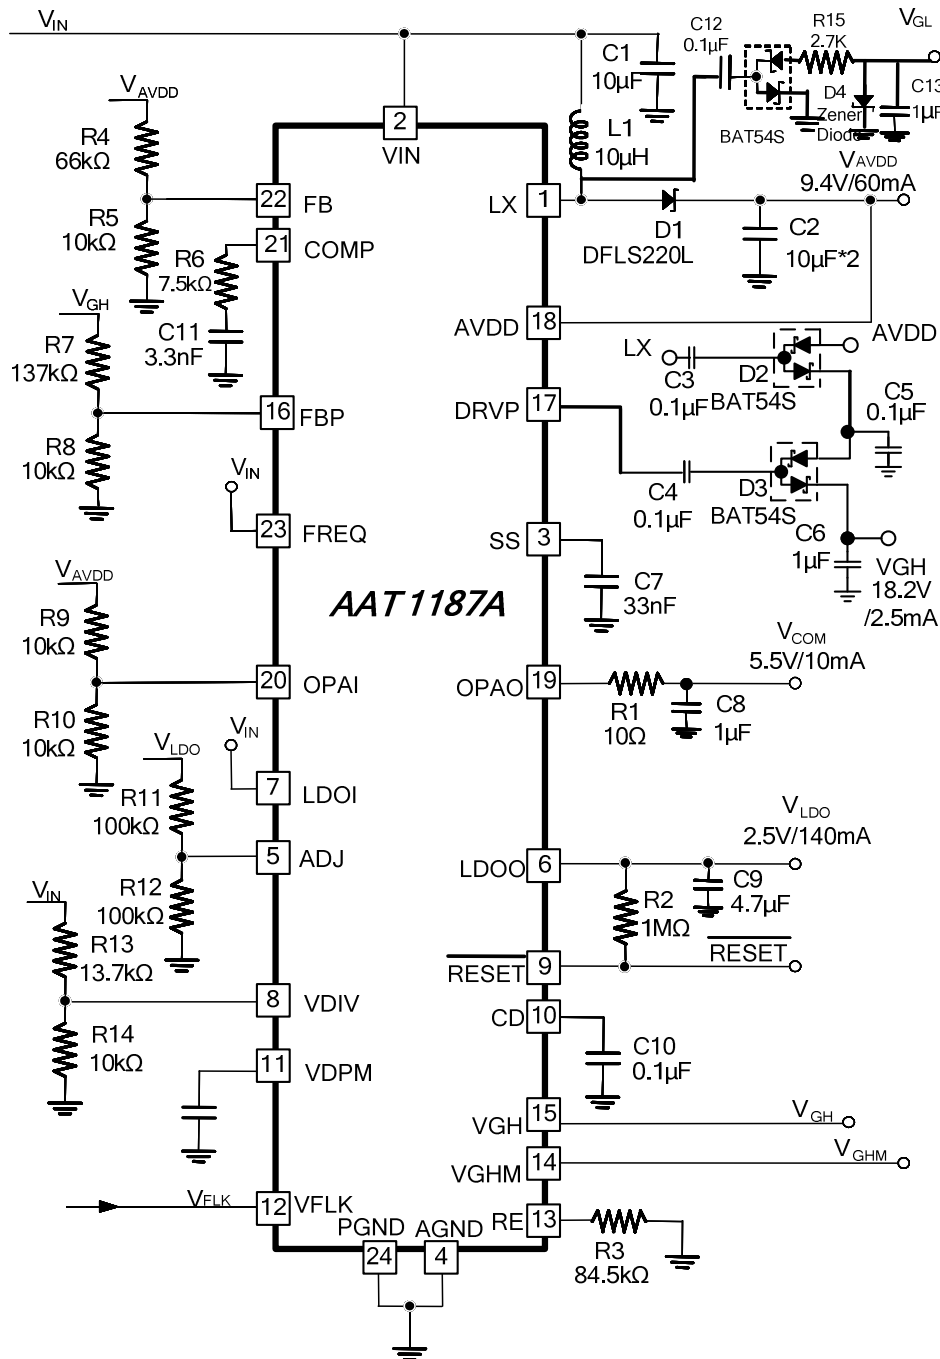 VIN
C12
0.1µF
R15
2.7K
VGL
C1
10µF
D4
Zener
Diode
C13
1µF
BAT54S
VAVDD
R4
66kΩ
2
VIN
L1
10µH
VAVDD
9.4V/60mA
22
FB
LX
1
D1
DFLS220L
C2
10µF*2
R5
10kΩ
21
COMP
R6
7.5kΩ
C11
3.3nF
AVDD
18
VGH
R7
137kΩ
LX
C3
0.1µF
D2
BAT54S
AVDD
16
FBP
DRVP
17
C5
0.1µF
R8
10kΩ
VIN
C4
0.1µF
D3
BAT54S
23
FREQ
SS
3
C6
1µF
VGH
18.2V
/2.5mA
C7
33nF
AAT1187A
VAVDD
R9
10kΩ
VCOM
5.5V/10mA
20
OPAI
OPAO
19
R1
10Ω
C8
1µF
R10
10kΩ
VIN
VLDO
7
LDOI
R11
100kΩ
VLDO
2.5V/140mA
5
ADJ
LDOO
6
C9
4.7µF
R2
1MΩ
R12
100kΩ
VIN
R13
13.7kΩ
RESET
9
RESET
8
VDIV
CD
10
R14
10kΩ
C10
0.1µF
11
VDPM
15
VGH
VGH
14
VGHM
VGHM
VFLK
12
VFLK
PGND
24
AGND
4
RE
13
R3
84.5kΩ